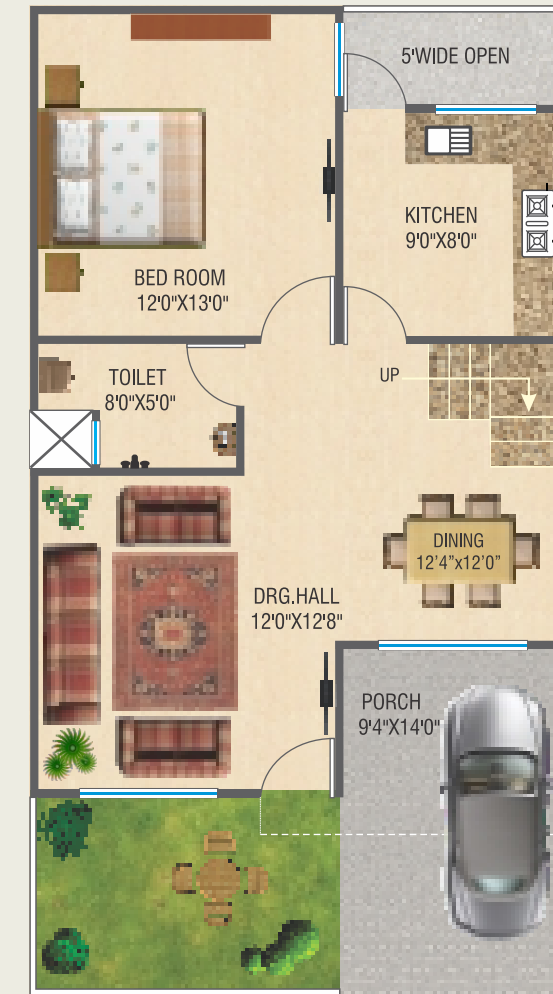 5'WIDE OPEN
KITCHEN
9'0"X8'0"
BED ROOM
12'0"X13'0"
TOILET
8'0"X5'0"
UP
DINING
12'4"x12'0"
DRG.HALL
12'0"X12'8"
PORCH
9'4"X14'0"